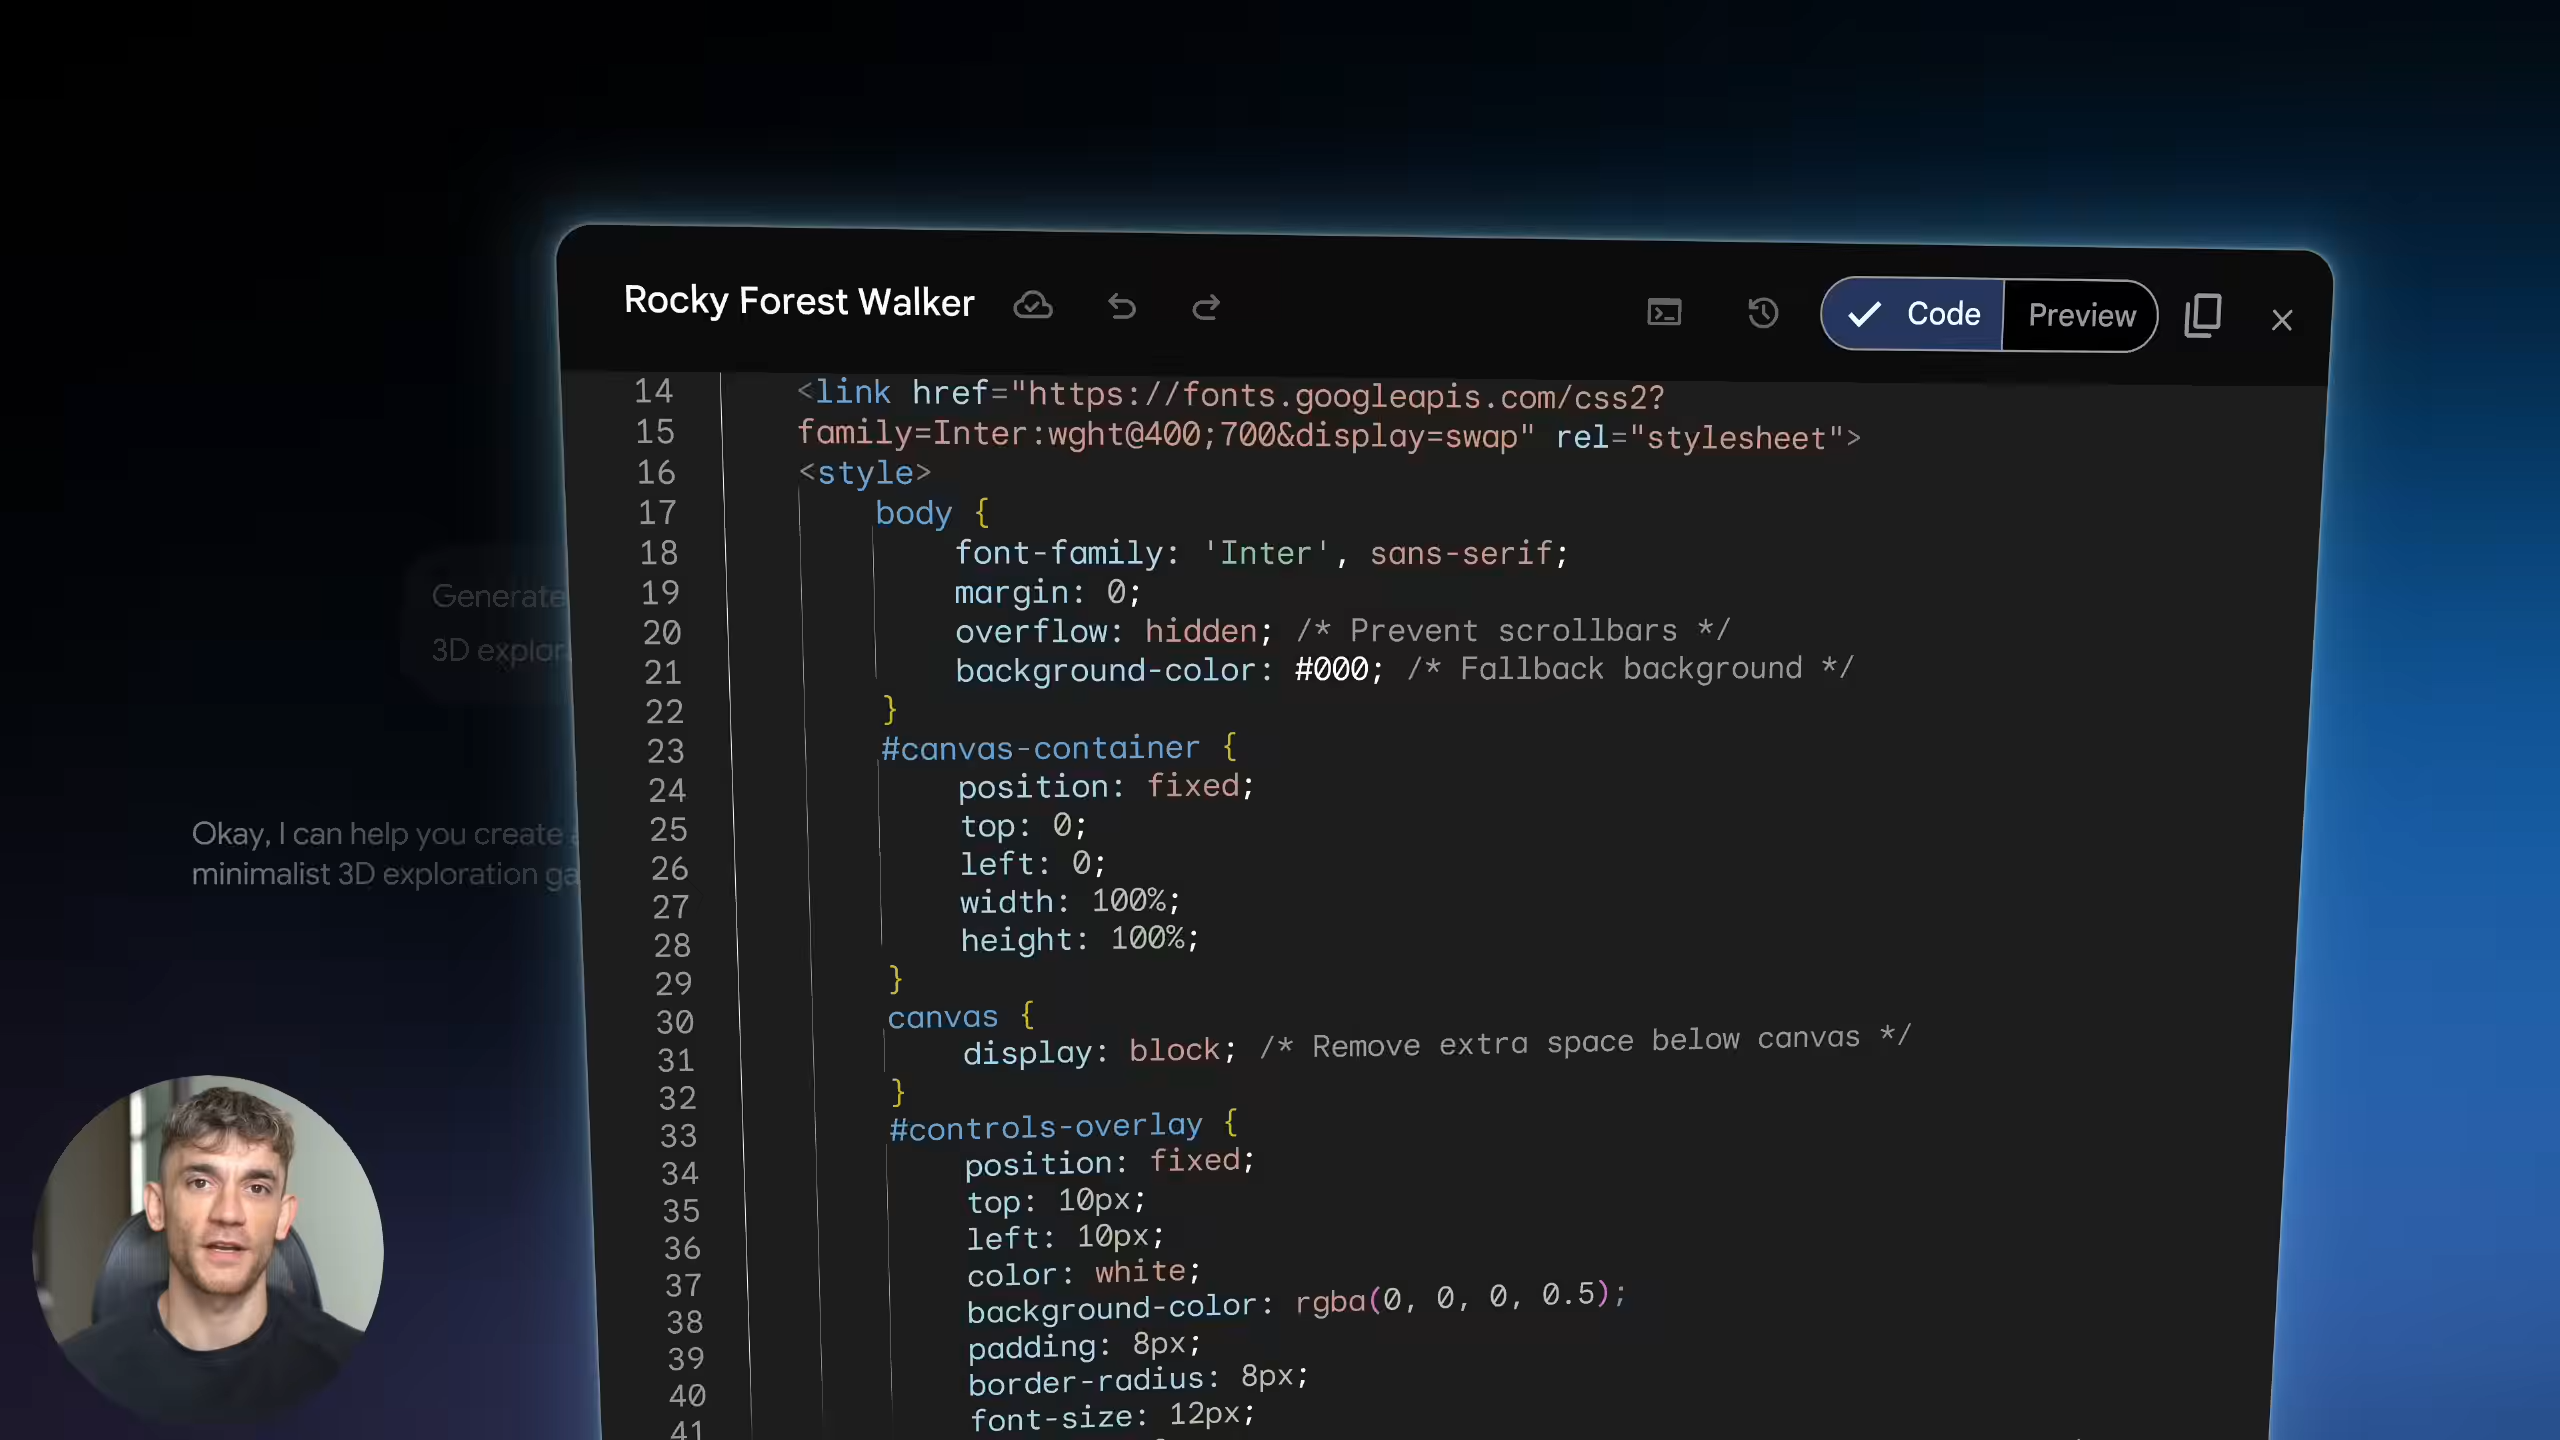 Rocky Forest Walker
Code
Preview
14 <link href="https://fonts.googleapis.com/css2?
15 family=Inter:wght@400;700&display=swap" rel="stylesheet">
16 <style>
17 body {
18 font-family: 'Inter', sans-serif;
19 margin: 0;
20 overflow: hidden; /* Prevent scrollbars */
21 background-color: #000; /* Fallback background */
22 }
23 #canvas-container {
24 position: fixed;
25 top: 0;
26 left: 0;
27 width: 100%;
28 height: 100%;
29 }
30 canvas {
31 display: block; /* Remove extra space below canvas */
32 }
33 #controls-overlay {
34 position: fixed;
35 top: 10px;
36 left: 10px;
37 color: white;
38 background-color: rgba(0, 0, 0, 0.5);
39 padding: 8px;
40 border-radius: 8px;
41 font-size: 12px;
Generate
3D explor
Okay, I can help you create a
minimalist 3D exploration ga